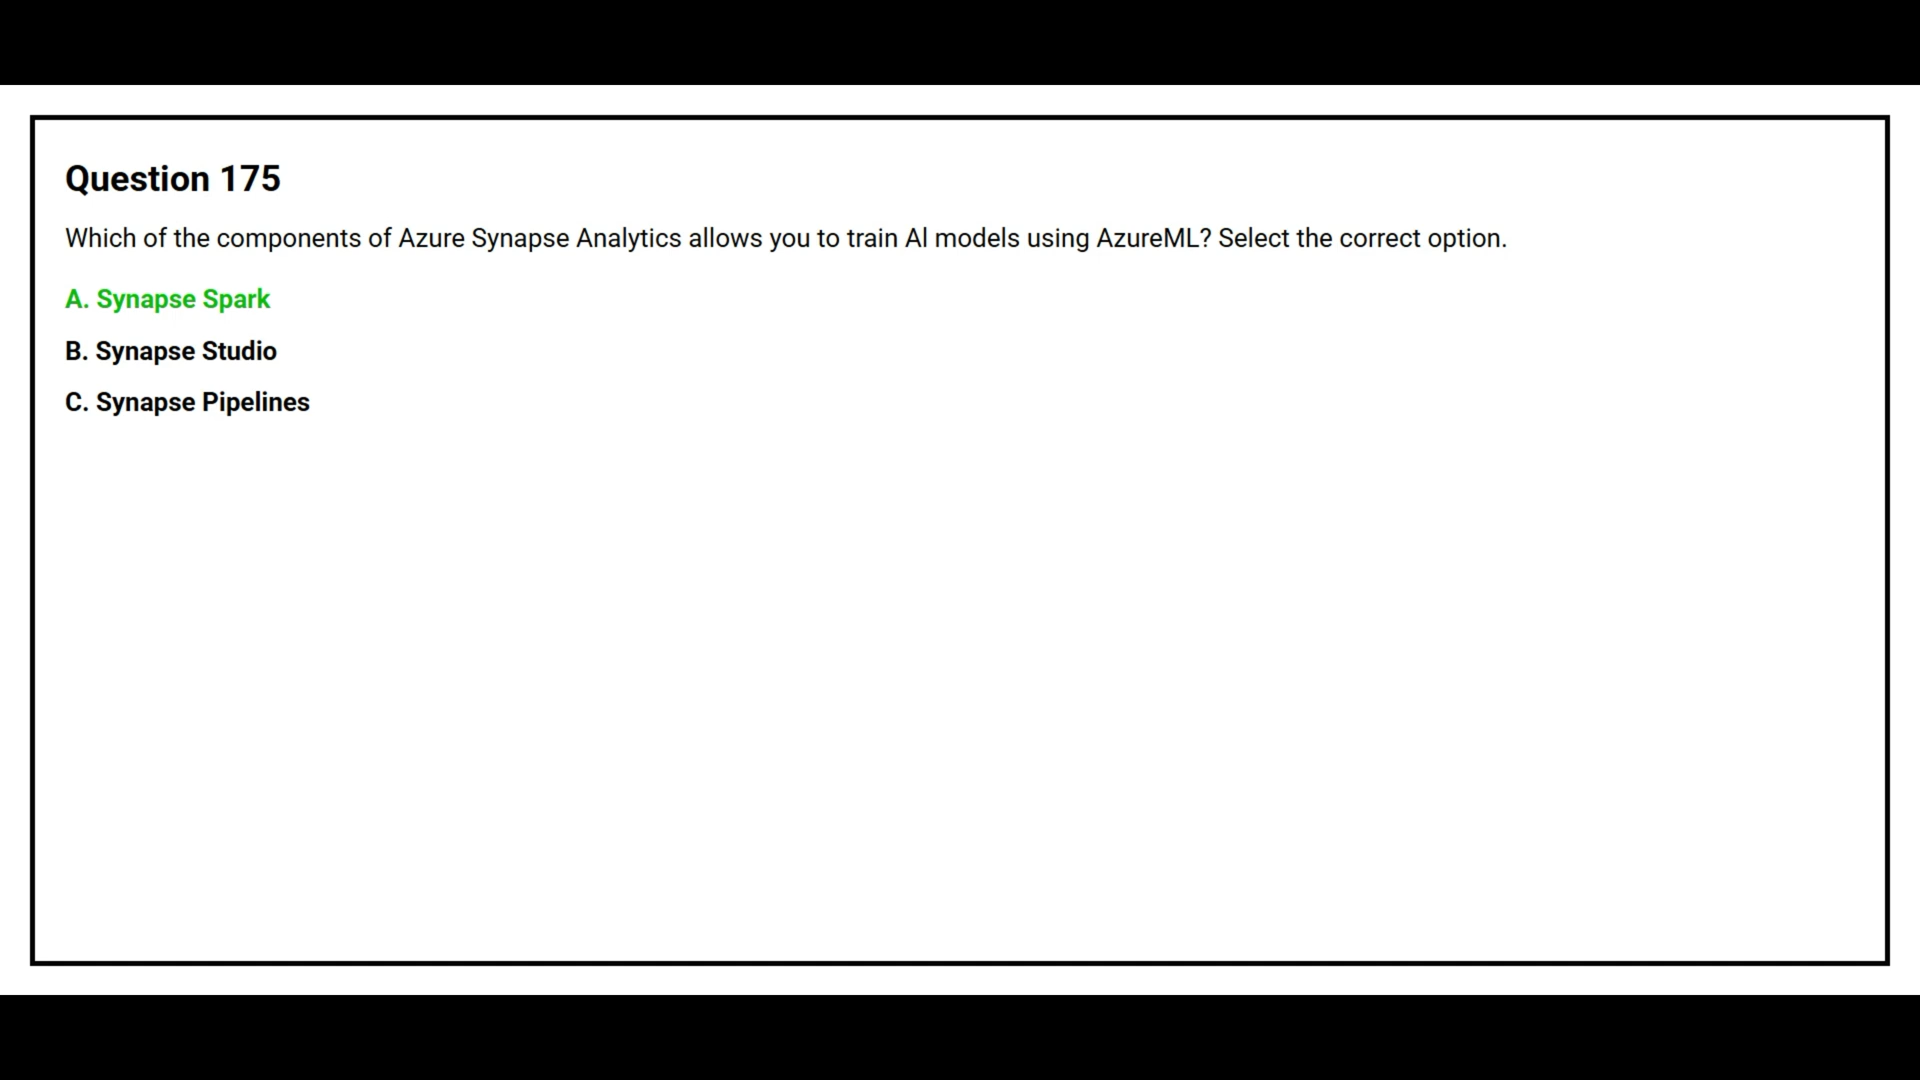 Question 175
Which of the components of Azure Synapse Analytics allows you to train AI models using AzureML? Select the correct option.
A. Synapse Spark
B. Synapse Studio
C. Synapse Pipelines